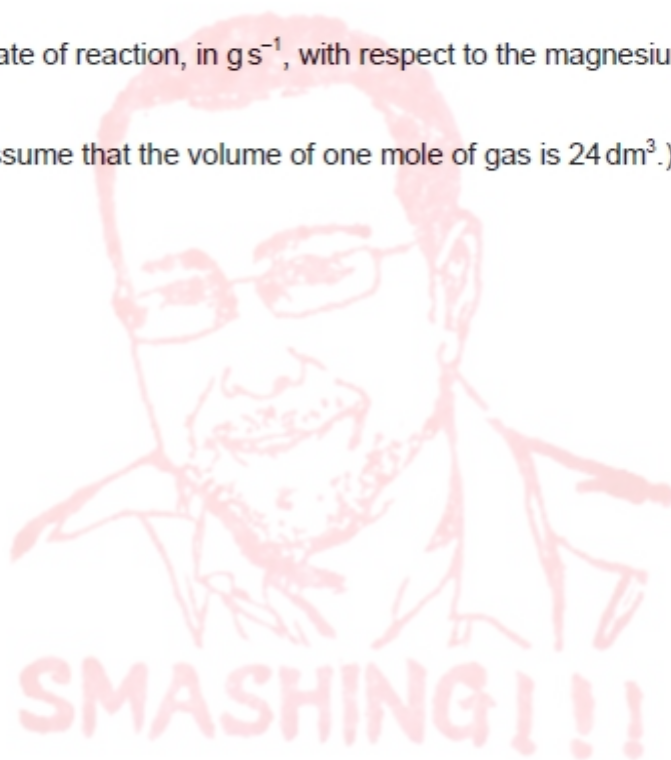 ate of reaction, in g s⁻¹, with respect to the magnesiu
ssume that the volume of one mole of gas is 24 dm³.)
SMASHING!!!